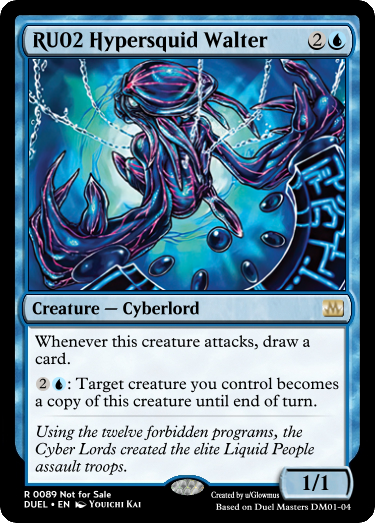 RU02 Hypersquid Walter 2
Creature — Cyberlord
Whenever this creature attacks, draw a
card.
2 : Target creature you control becomes
a copy of this creature until end of turn.
Using the twelve forbidden programs, the
Cyber Lords created the elite Liquid People
assault troops.
1/1
R 0089 Not for Sale
Created by u/Glowmus
DUEL • EN Youichi Kai
Based on Duel Masters DM01-04